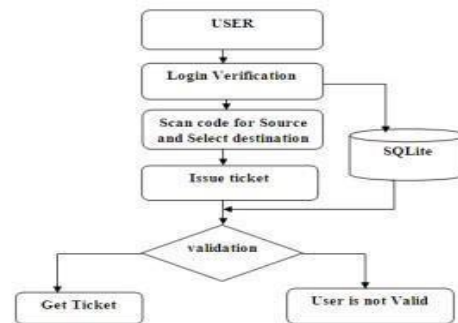 USER
Login Verification
Scan code for Source
and Select destination
SQLite
Issue ticket
validation
Get Ticket
User is not Valid